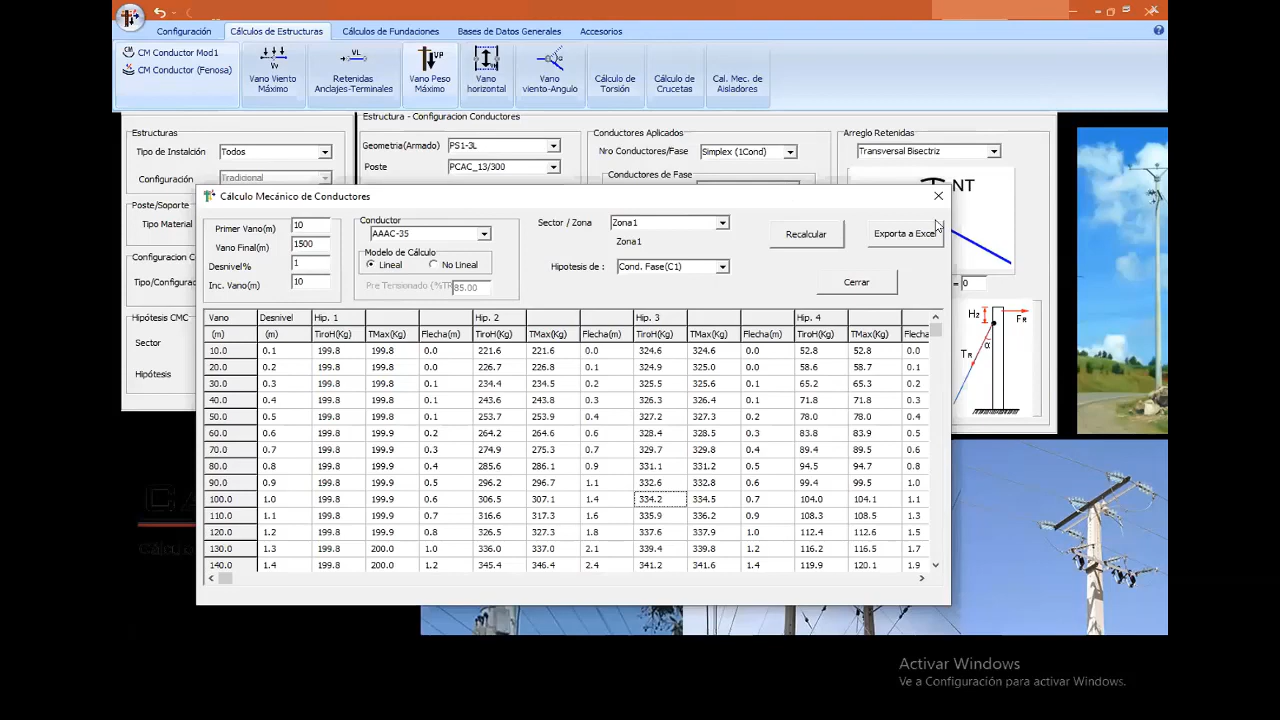 Configuración Cálculos de Estructuras Cálculos de Fundaciones Bases de Datos Generales Accesorios
CM Conductor Mod1
CM Conductor (Fenosa)
Vano Viento Máximo
Retenidas Anclajes-Terminales
Vano Peso Máximo
Vano horizontal
Vano viento-Angulo
Cálculo de Torsión
Cálculo de Crucetas
Cal. Mec. de Aisladores
Estructura - Configuracion Conductores
Estructuras
Tipo de Instalción Todos
Configuración Tradicional
Poste/Soporte
Tipo Material
Configuracion C
Tipo/Configurac
Hipótesis CMC
Sector
Hipótesis
Geometria(Armado) PS1-3L
Poste PCAC_13/300
Conductores Aplicados
Nro Conductores/Fase Simplex (1Cond)
Conductores de Fase
Arreglo Retenidas
Transversal Bisectriz
NT
= 0
H2 FR
TR α
Cálculo Mecánico de Conductores
Primer Vano(m) 10
Vano Final(m) 1500
Desnivel% 1
Inc. Vano(m) 10
Conductor
AAAC-35
Modelo de Cálculo
Lineal No Lineal
Pre Tensionado (%TR 85.00
Sector / Zona Zona1
Zona1
Hipotesis de : Cond. Fase(C1)
Recalcular
Exporta a Excel
Cerrar
Vano Desnivel Hip. 1 Hip. 2 Hip. 3 Hip. 4
(m) (m) TiroH(Kg) TMax(Kg) Flecha(m) TiroH(Kg) TMax(Kg) Flecha(m) TiroH(Kg) TMax(Kg) Flecha(m) TiroH(Kg) TMax(Kg) Flecha
10.0 0.1 199.8 199.8 0.0 221.6 221.6 0.0 324.6 324.6 0.0 52.8 52.8 0.0
20.0 0.2 199.8 199.8 0.0 226.7 226.8 0.1 324.9 325.0 0.0 58.6 58.7 0.1
30.0 0.3 199.8 199.8 0.1 234.4 234.5 0.2 325.5 325.6 0.1 65.2 65.3 0.2
40.0 0.4 199.8 199.8 0.1 243.6 243.8 0.3 326.3 326.4 0.1 71.8 71.8 0.3
50.0 0.5 199.8 199.9 0.1 253.7 253.9 0.4 327.2 327.3 0.2 78.0 78.0 0.4
60.0 0.6 199.8 199.9 0.2 264.2 264.6 0.6 328.4 328.5 0.3 83.8 83.9 0.5
70.0 0.7 199.8 199.9 0.3 274.9 275.3 0.7 329.7 329.8 0.4 89.4 89.5 0.6
80.0 0.8 199.8 199.9 0.4 285.6 286.1 0.9 331.1 331.2 0.5 94.5 94.7 0.8
90.0 0.9 199.8 199.9 0.5 296.2 296.7 1.1 332.6 332.8 0.6 99.4 99.5 1.0
100.0 1.0 199.8 199.9 0.6 306.5 307.1 1.4 334.2 334.5 0.7 104.0 104.1 1.1
110.0 1.1 199.8 199.9 0.7 316.6 317.3 1.6 335.9 336.2 0.9 108.3 108.5 1.3
120.0 1.2 199.8 199.9 0.8 326.5 327.3 1.8 337.6 337.9 1.0 112.4 112.6 1.5
130.0 1.3 199.8 200.0 1.0 336.0 337.0 2.1 339.4 339.8 1.2 116.2 116.5 1.7
140.0 1.4 199.8 200.0 1.2 345.4 346.4 2.4 341.2 341.6 1.4 119.9 120.1 1.9
Activar Windows
Ve a Configuración para activar Windows.